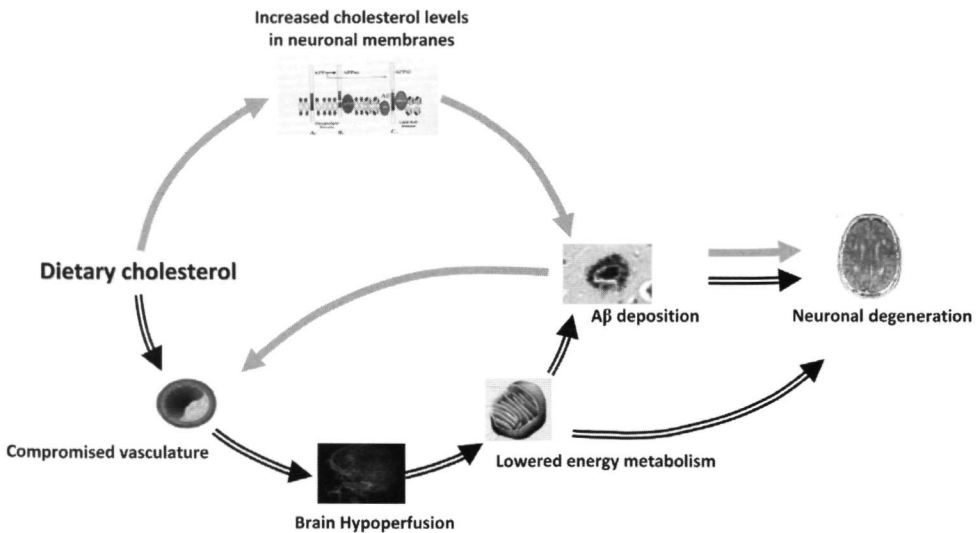 Increased cholesterol levels
in neuronal membranes
A.
B.
C.
Dietary cholesterol
Aβ deposition
Neuronal degeneration
Compromised vasculature
Lowered energy metabolism
Brain Hypoperfusion